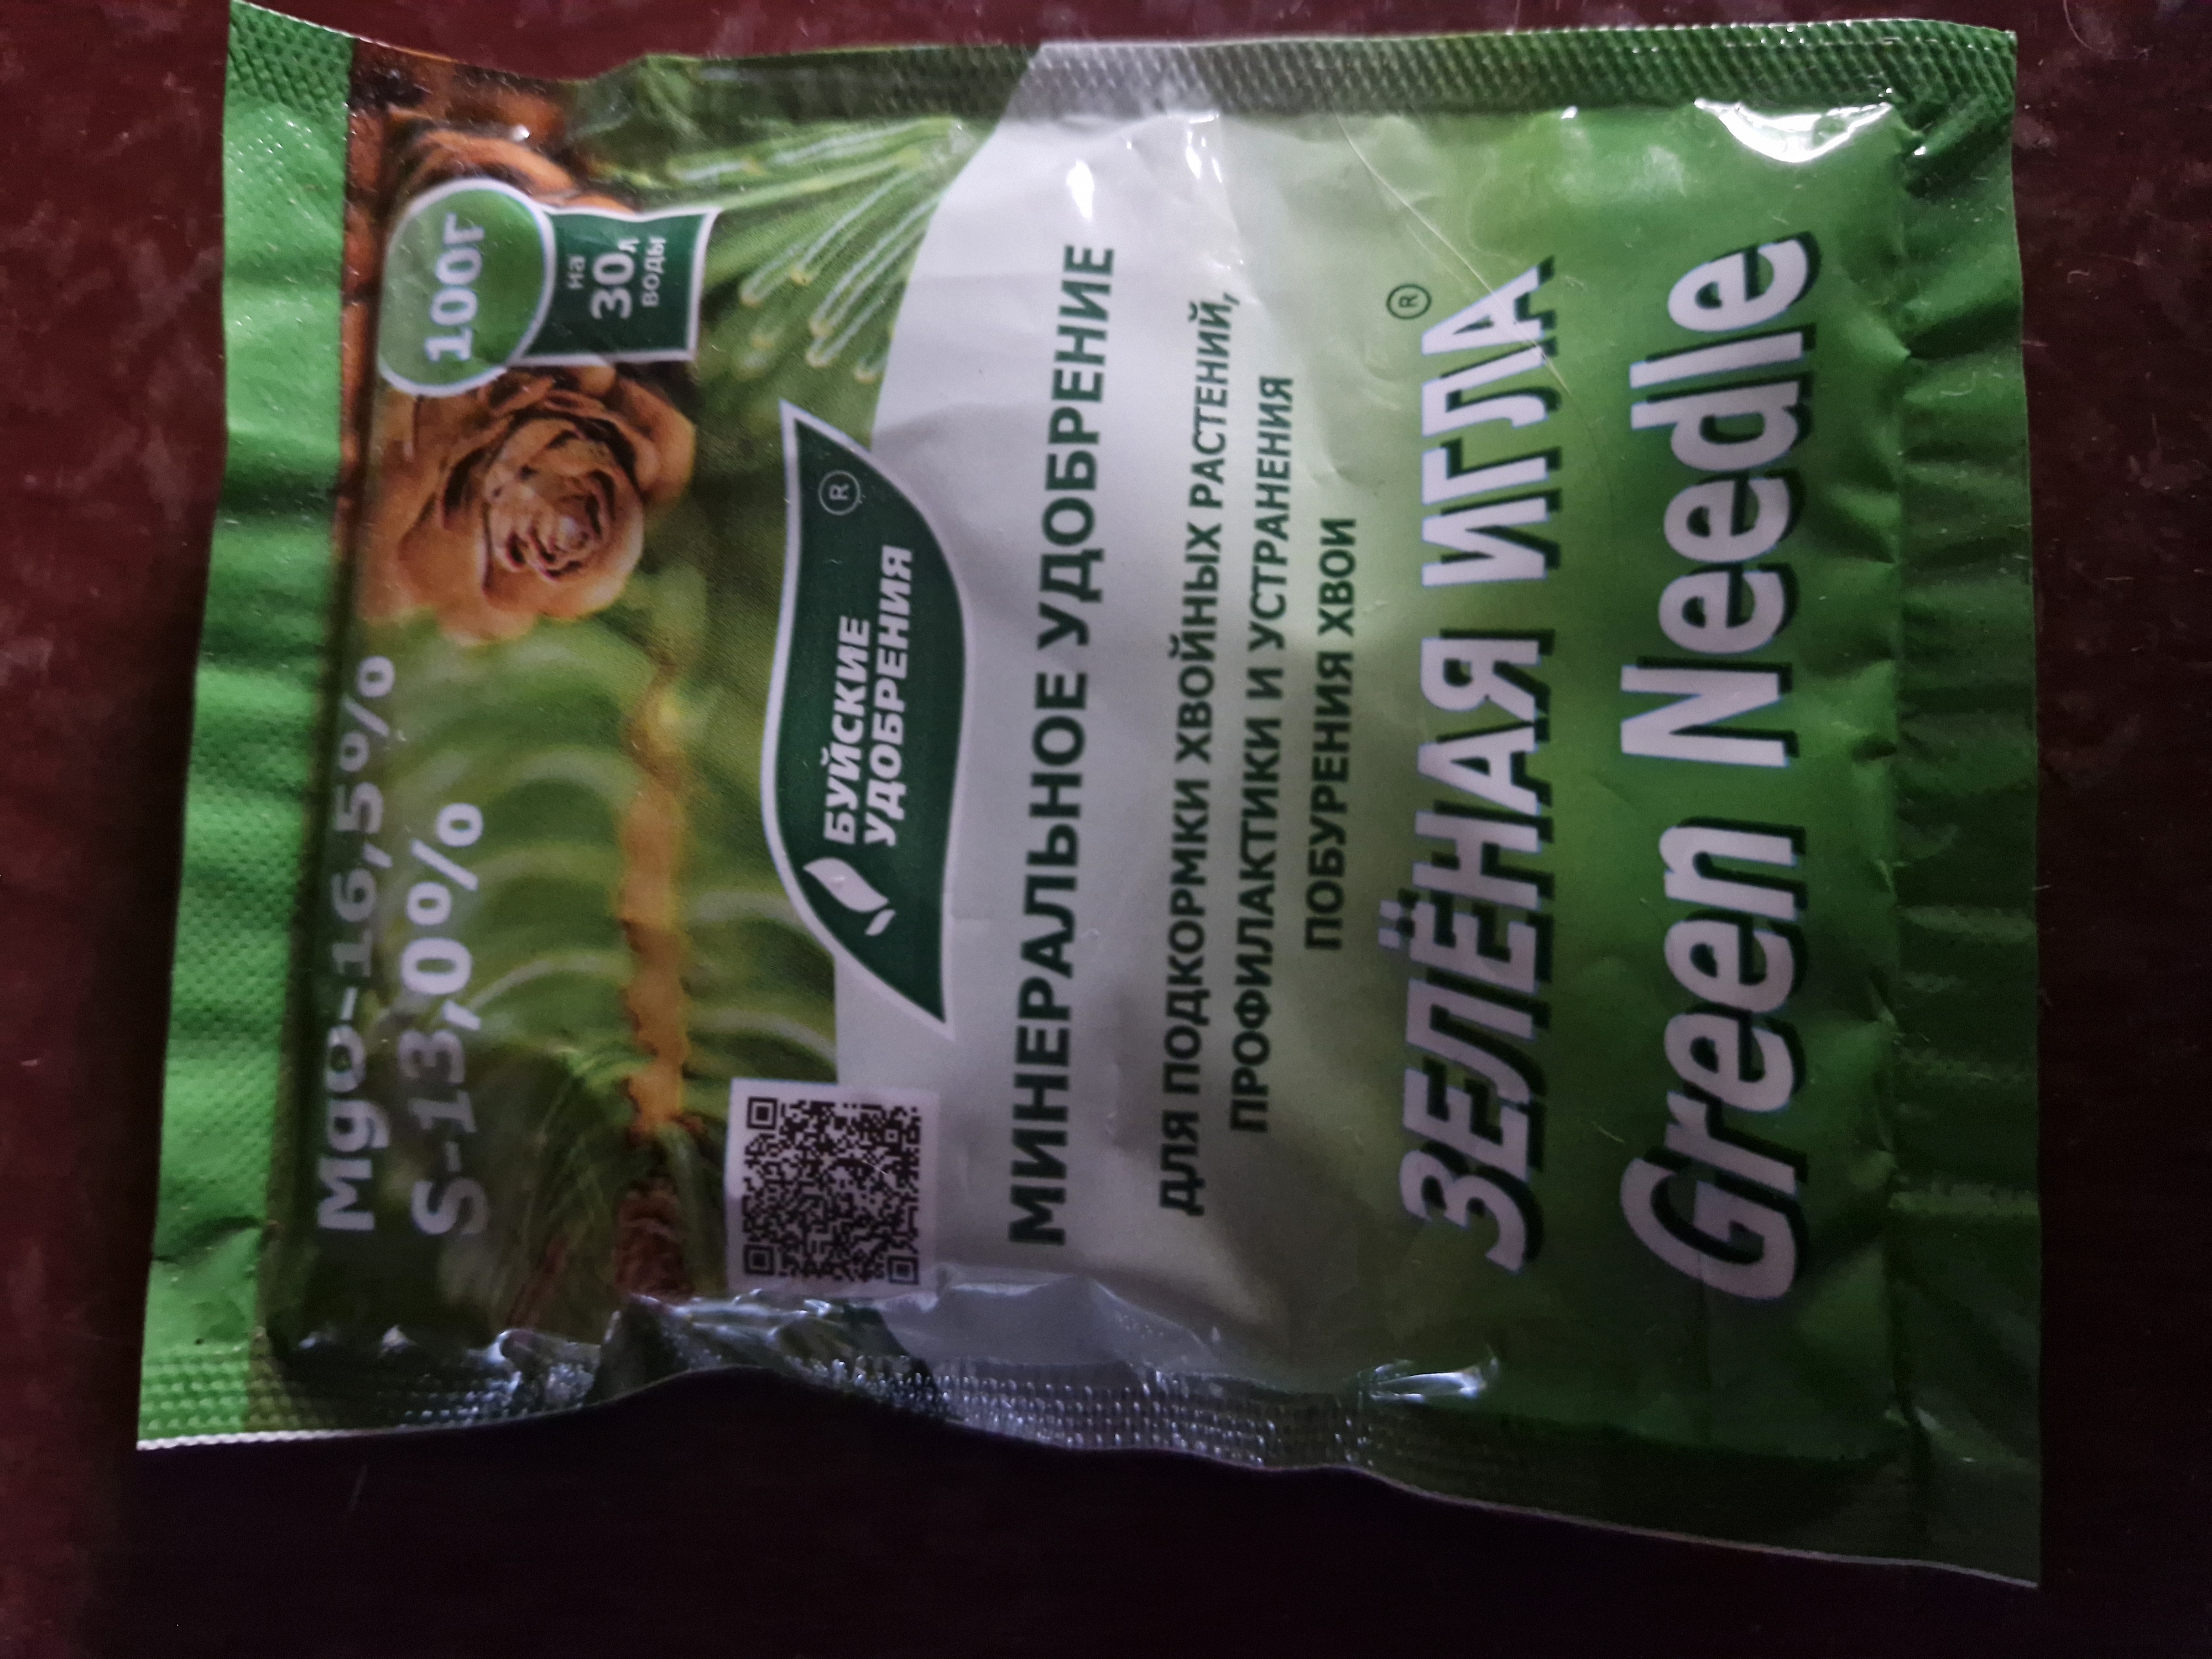 MgO-16,5%
S-13,0%
100г
на
30л
воды
БУЙСКИЕ
УДОБРЕНИЯ
®
МИНЕРАЛЬНОЕ УДОБРЕНИЕ
ДЛЯ ПОДКОРМКИ ХВОЙНЫХ РАСТЕНИЙ,
ПРОФИЛАКТИКИ И УСТРАНЕНИЯ
ПОБУРЕНИЯ ХВОИ
ЗЕЛЁНАЯ ИГЛА®
Green Needle